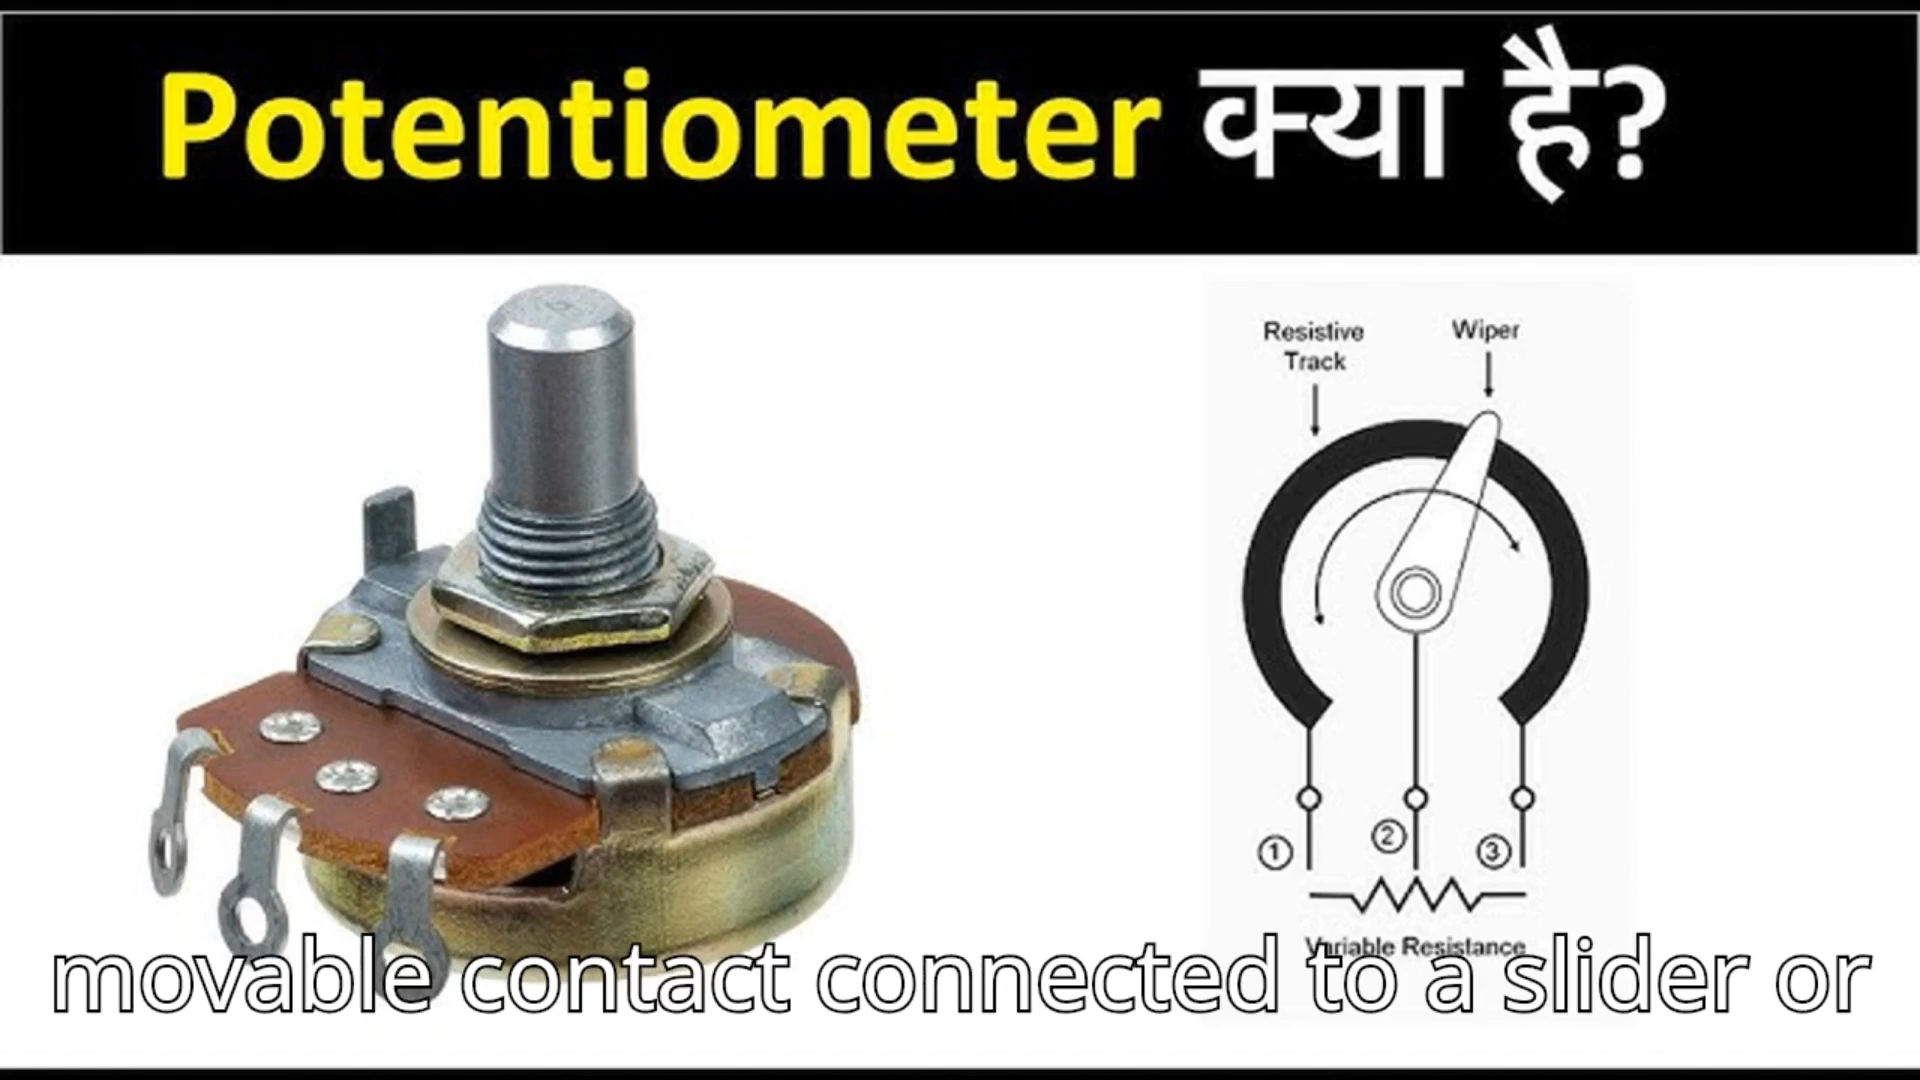 Potentiometer क्या है?
Resistive
Track
Wiper
1
2
3
Variable Resistance
movable contact connected to a slider or